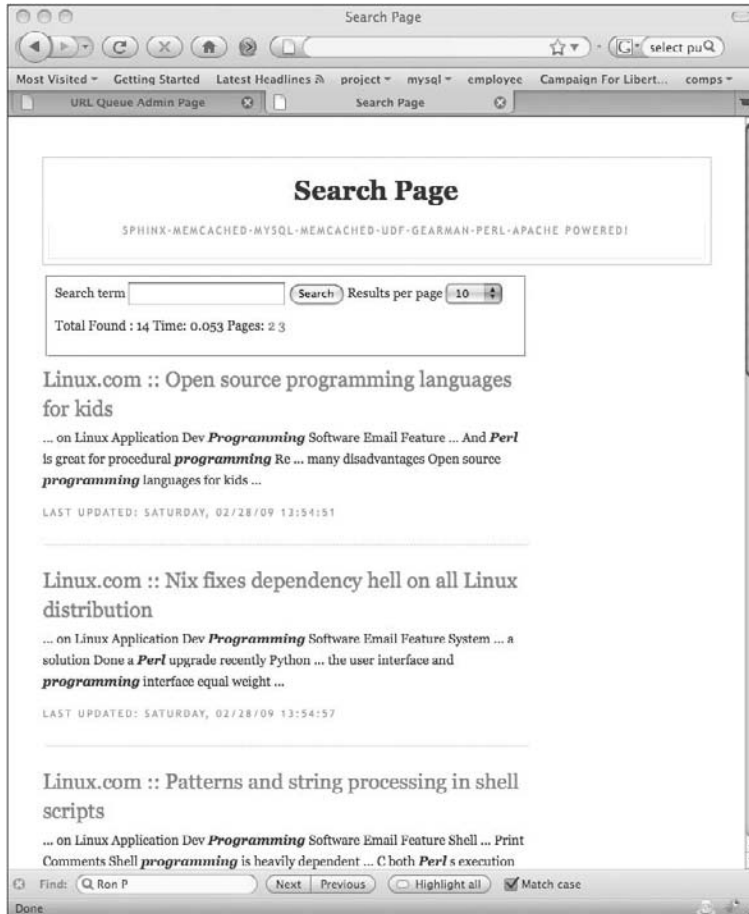 Search Page
select pu
Most Visited Getting Started Latest Headlines project mysql employee Campaign For Libert... comps
URL Queue Admin Page Search Page
Search Page
SPHINX-MEMCACHED-MYSQL-MEMCACHED-UDF-GEARMAN-PERL-APACHE POWERED!
Search term Search Results per page 10
Total Found : 14 Time: 0.053 Pages: 2 3
Linux.com :: Open source programming languages
for kids
... on Linux Application Dev Programming Software Email Feature ... And Perl
is great for procedural programming Re ... many disadvantages Open source
programming languages for kids ...
LAST UPDATED: SATURDAY, 02/28/09 13:54:51
Linux.com :: Nix fixes dependency hell on all Linux
distribution
... on Linux Application Dev Programming Software Email Feature System ... a
solution Done a Perl upgrade recently Python ... the user interface and
programming interface equal weight ...
LAST UPDATED: SATURDAY, 02/28/09 13:54:57
Linux.com :: Patterns and string processing in shell
scripts
... on Linux Application Dev Programming Software Email Feature Shell ... Print
Comments Shell programming is heavily dependent ... C both Perl s execution
Find: Ron P Next Previous Highlight all Match case
Done